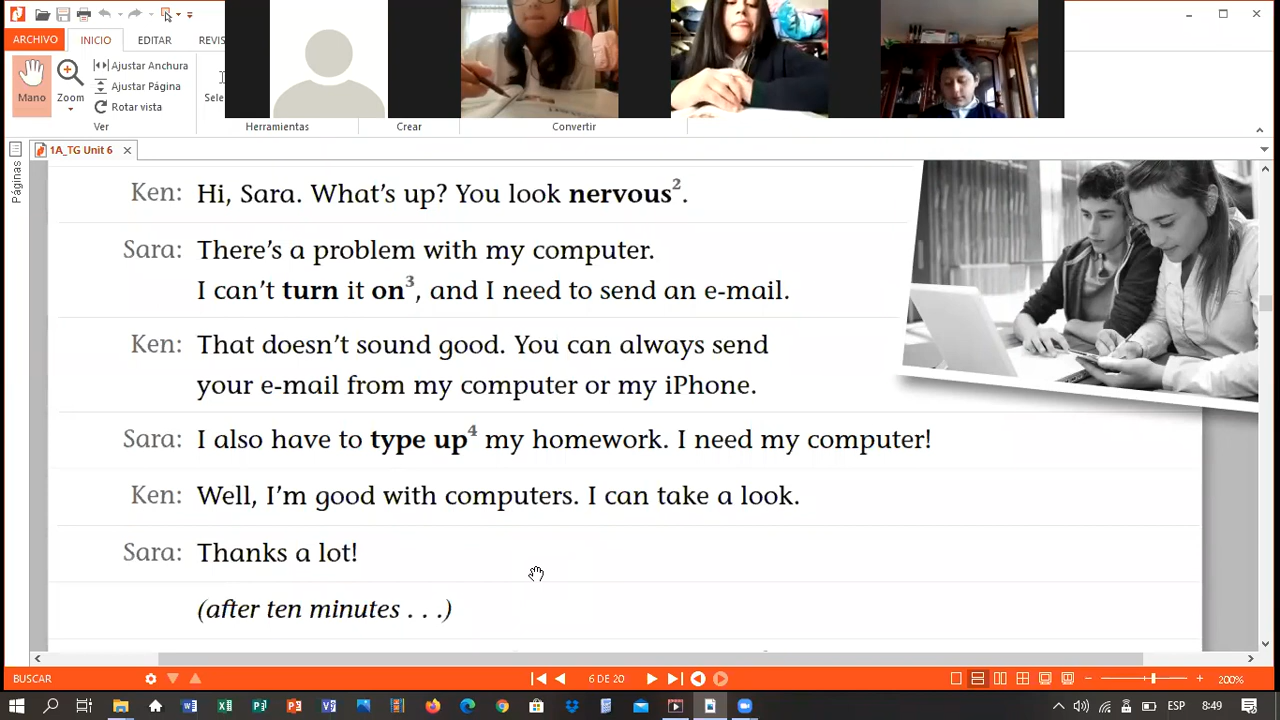 ARCHIVO INICIO EDITAR REVIS
Mano
Zoom
Ajustar Anchura
Ajustar Página
Rotar vista
Sele
Ver Herramientas Crear Convertir
1A_TG Unit 6
Páginas
Ken: Hi, Sara. What's up? You look nervous².
Sara: There's a problem with my computer.
I can't turn it on³, and I need to send an e-mail.
Ken: That doesn't sound good. You can always send
your e-mail from my computer or my iPhone.
Sara: I also have to type up⁴ my homework. I need my computer!
Ken: Well, I'm good with computers. I can take a look.
Sara: Thanks a lot!
(after ten minutes . . .)
BUSCAR 6 DE 20 200%
ESP 8:49